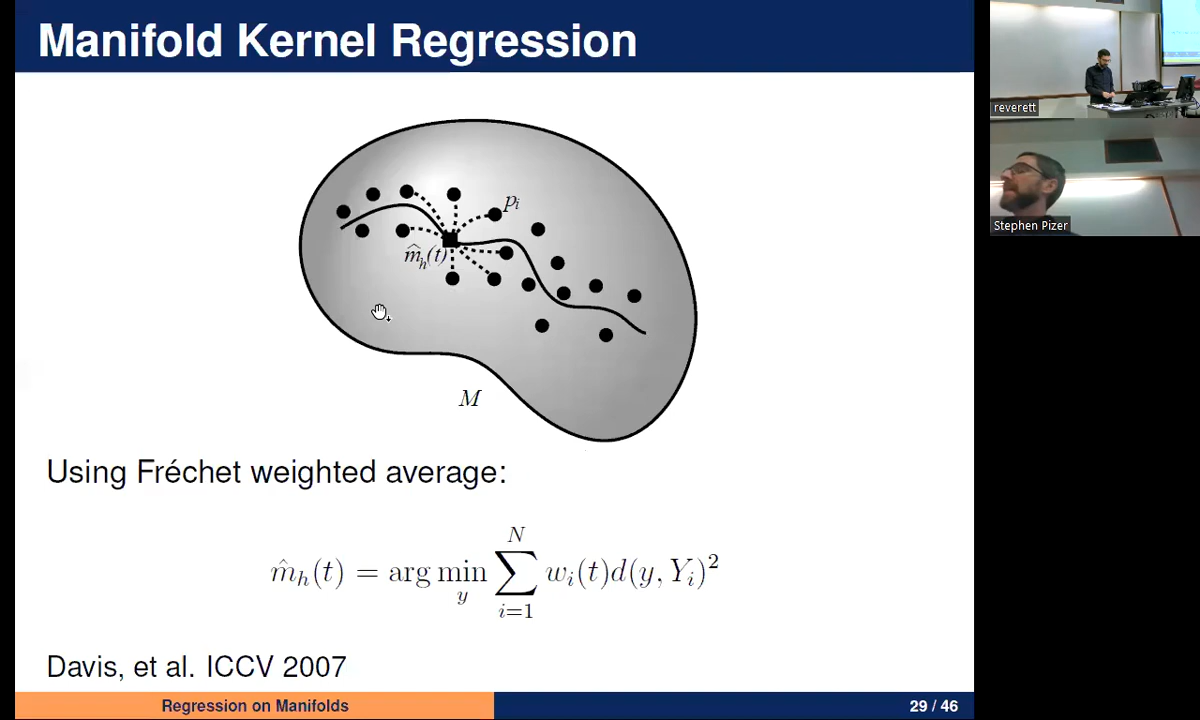 Manifold Kernel Regression
reverett
Stephen Pizer
p_i
m̂_h(t)
M
Using Fréchet weighted average:
m̂_h(t) = arg min_y ∑_{i=1}^{N} w_i(t)d(y, Y_i)^2
Davis, et al. ICCV 2007
Regression on Manifolds
29 / 46